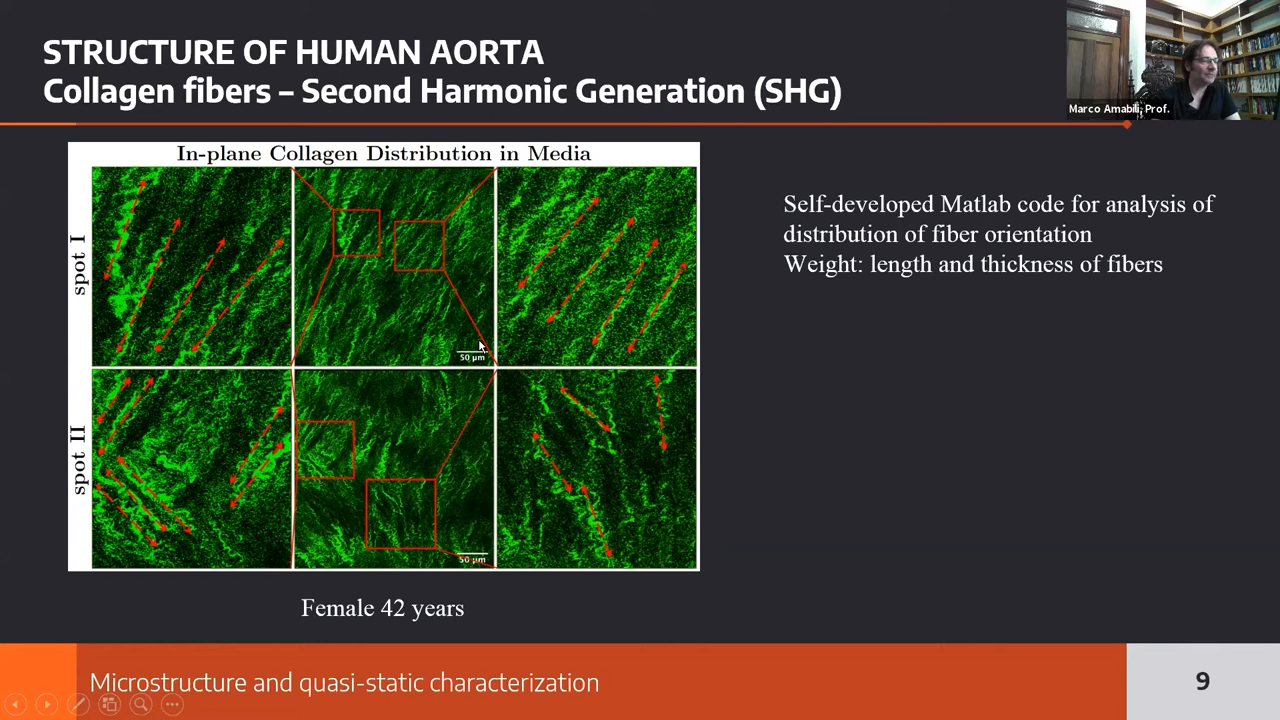 STRUCTURE OF HUMAN AORTA
Collagen fibers – Second Harmonic Generation (SHG)
Marco Amabili, Prof.
In-plane Collagen Distribution in Media
spot I
50 μm
spot II
50 μm
Self-developed Matlab code for analysis of
distribution of fiber orientation
Weight: length and thickness of fibers
Female 42 years
Microstructure and quasi-static characterization
9